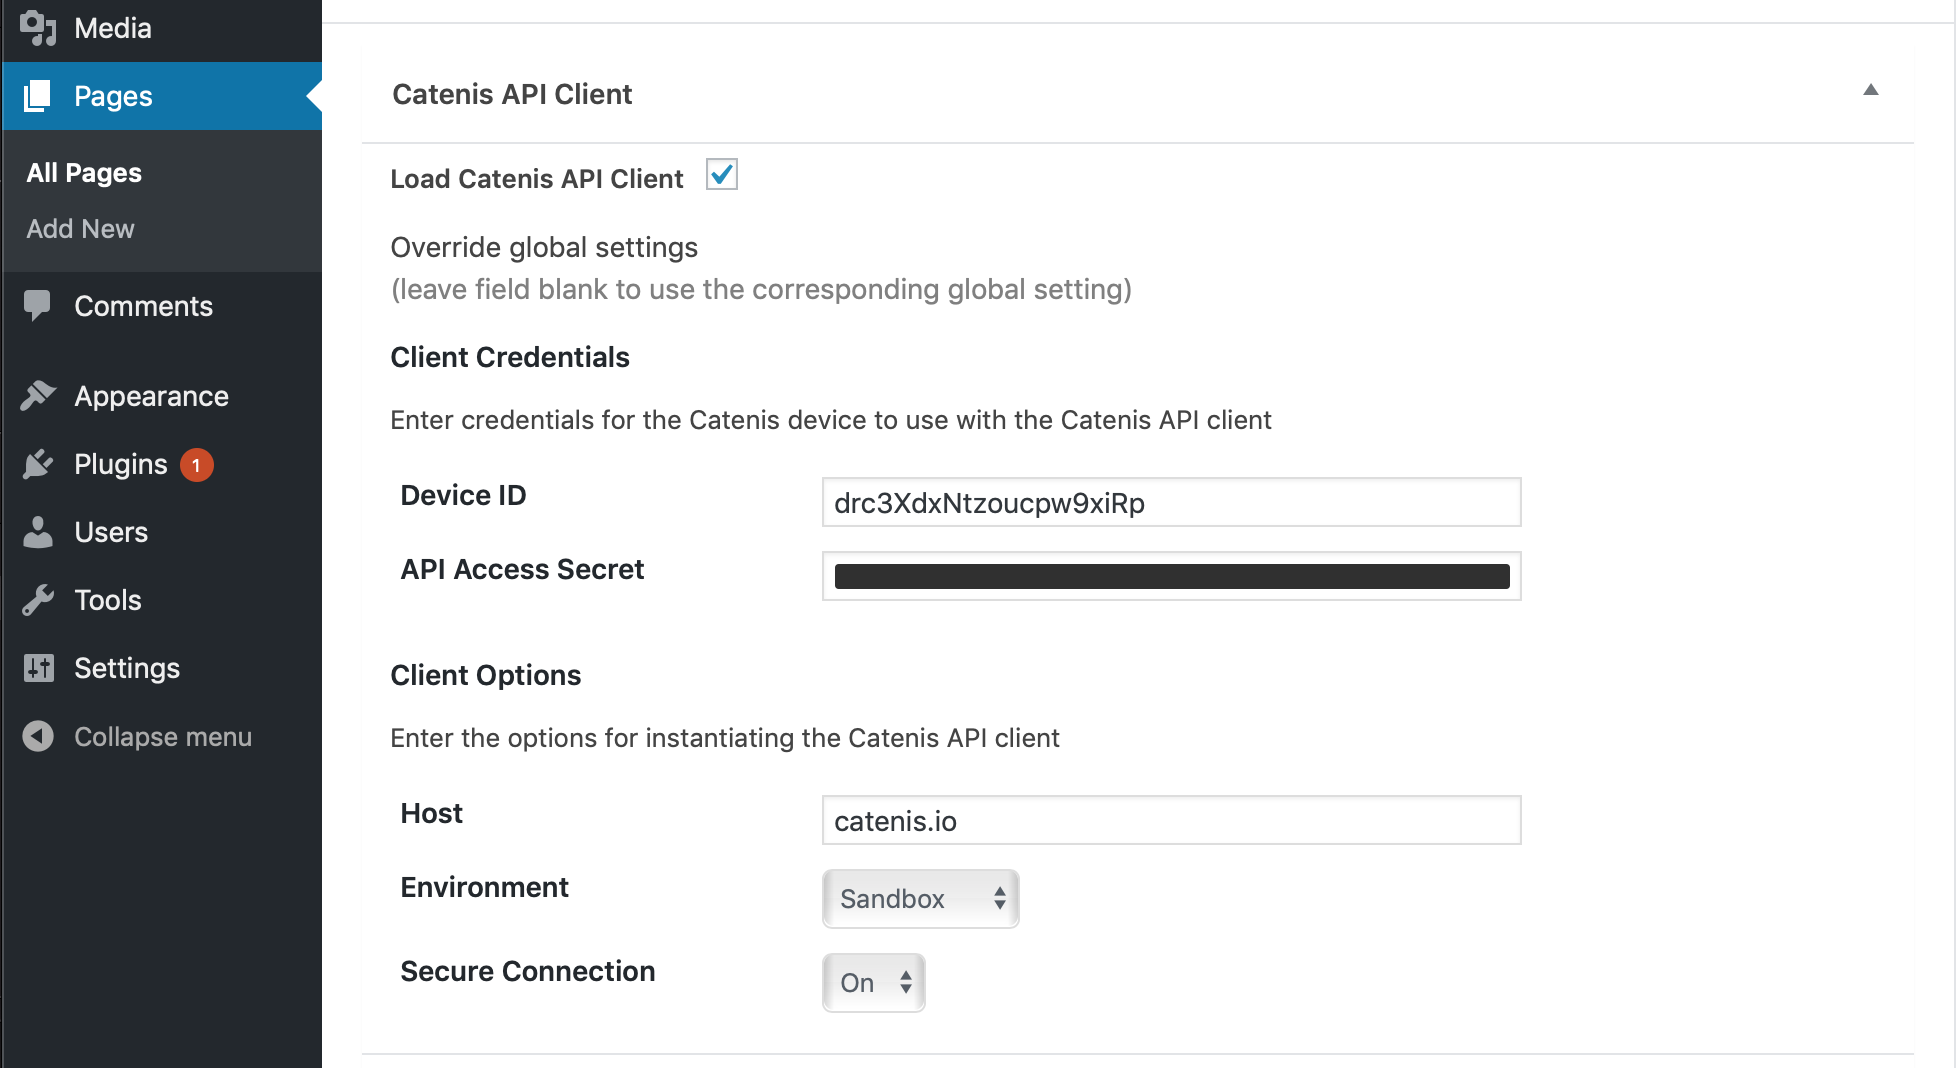 Media
Pages
All Pages
Add New
Comments
Appearance
Plugins 1
Users
Tools
Settings
Collapse menu
Catenis API Client
Load Catenis API Client
Override global settings
(leave field blank to use the corresponding global setting)
Client Credentials
Enter credentials for the Catenis device to use with the Catenis API client
Device ID drc3XdxNtzoucpw9xiRp
API Access Secret
Client Options
Enter the options for instantiating the Catenis API client
Host catenis.io
Environment Sandbox
Secure Connection On